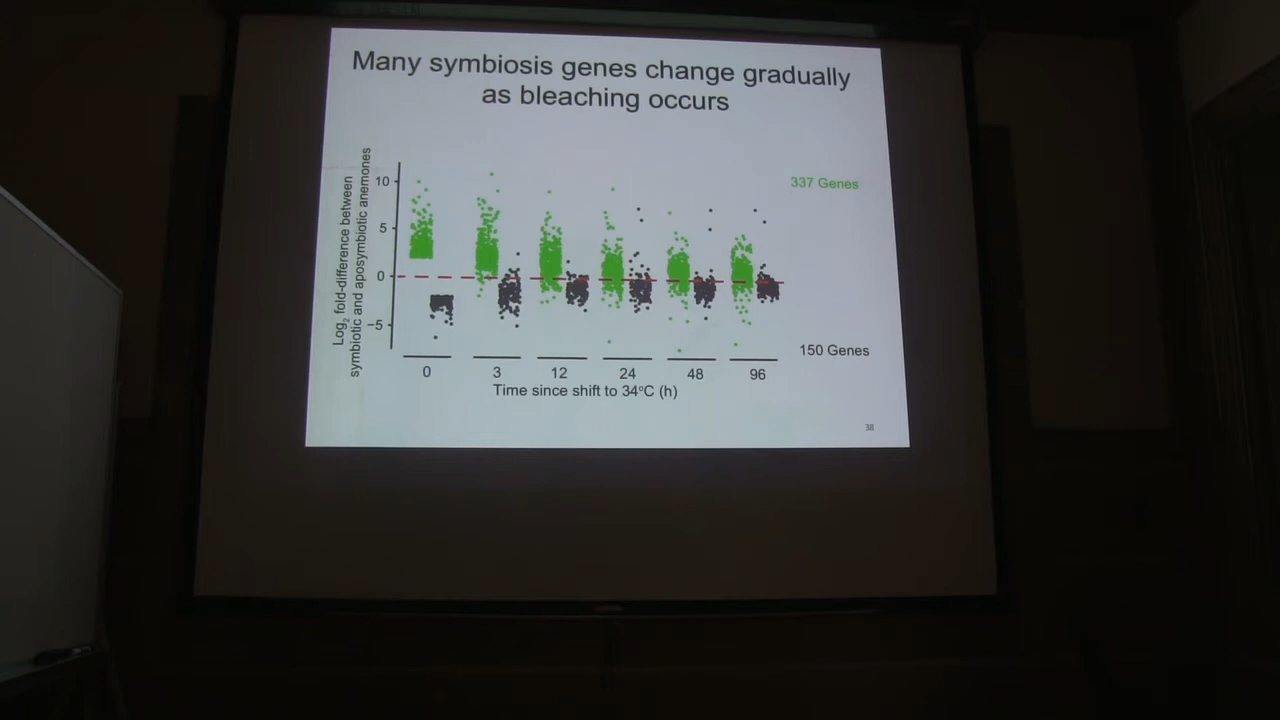 Many symbiosis genes change gradually
as bleaching occurs
Log2 fold-difference between
symbiotic and aposymbiotic anemones
10
5
0
−5
337 Genes
150 Genes
0 3 12 24 48 96
Time since shift to 34°C (h)
38